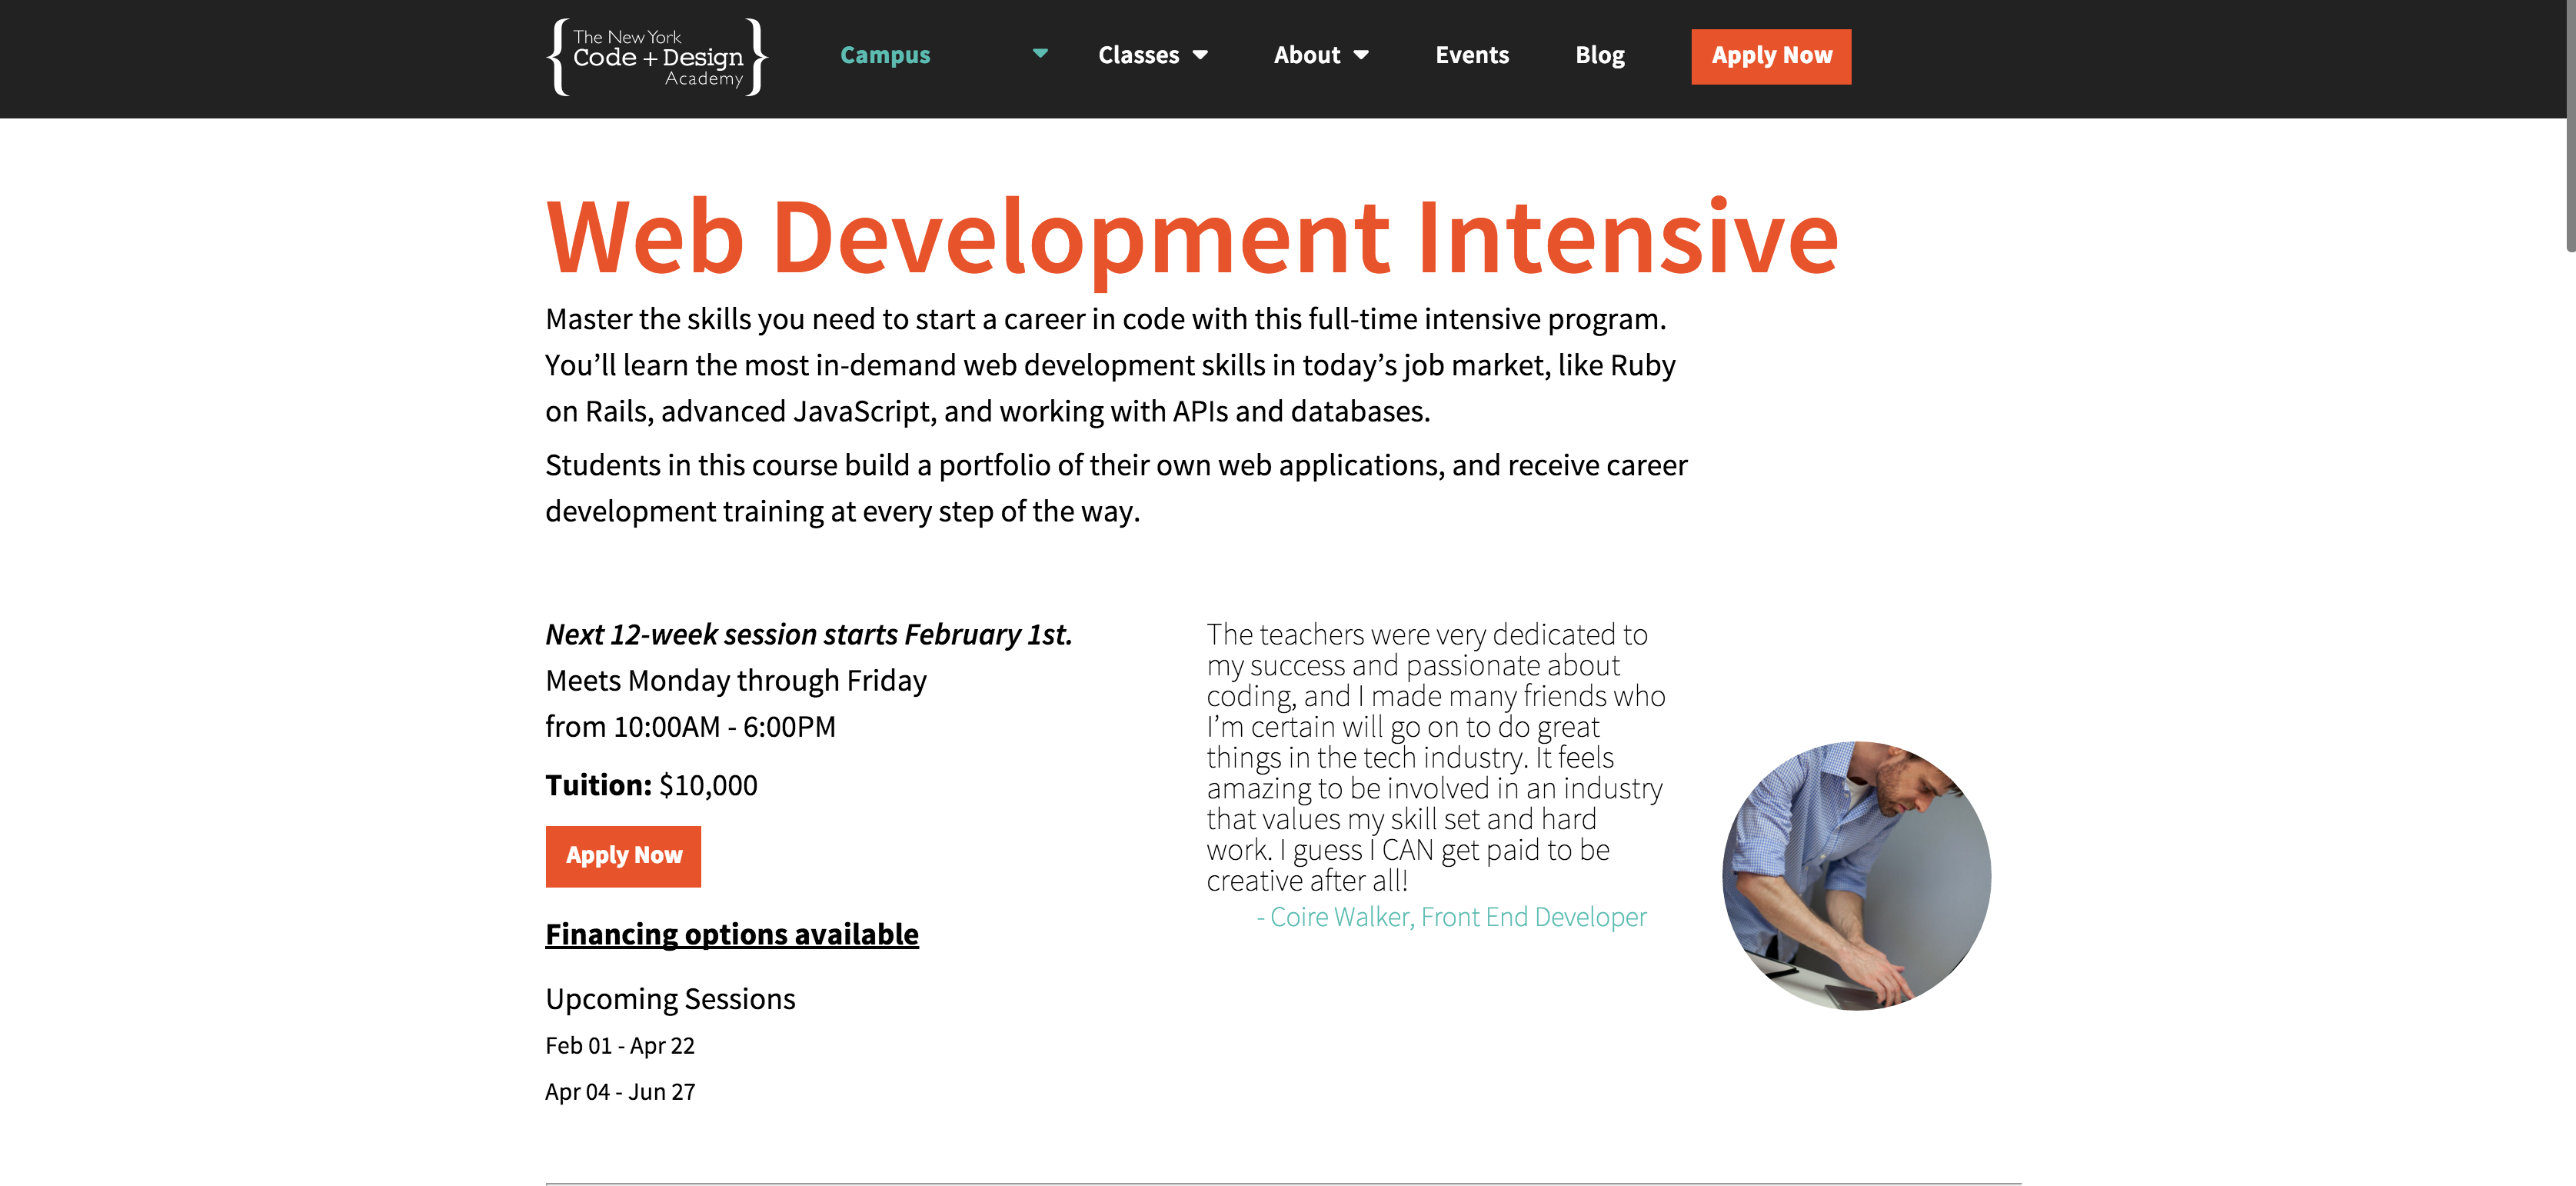 The New York
Code + Design
Academy
Campus
Classes
About
Events
Blog
Apply Now
Web Development Intensive
Master the skills you need to start a career in code with this full-time intensive program.
You’ll learn the most in-demand web development skills in today’s job market, like Ruby
on Rails, advanced JavaScript, and working with APIs and databases.
Students in this course build a portfolio of their own web applications, and receive career
development training at every step of the way.
Next 12-week session starts February 1st.
Meets Monday through Friday
from 10:00AM - 6:00PM
Tuition: $10,000
Apply Now
Financing options available
Upcoming Sessions
Feb 01 - Apr 22
Apr 04 - Jun 27
The teachers were very dedicated to
my success and passionate about
coding, and I made many friends who
I’m certain will go on to do great
things in the tech industry. It feels
amazing to be involved in an industry
that values my skill set and hard
work. I guess I CAN get paid to be
creative after all!
- Coire Walker, Front End Developer